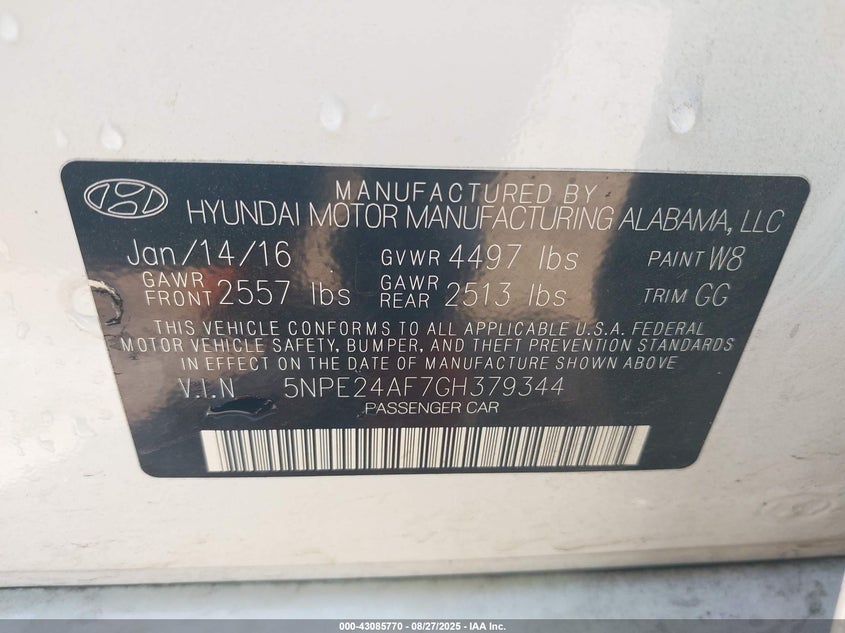 MANUFACTURED BY
HYUNDAI MOTOR MANUFACTURING ALABAMA, LLC
Jan/14/16 GVWR 4497 lbs PAINT W8
GAWR FRONT 2557 lbs GAWR REAR 2513 lbs TRIM GG
THIS VEHICLE CONFORMS TO ALL APPLICABLE U.S.A. FEDERAL
MOTOR VEHICLE SAFETY, BUMPER, AND THEFT PREVENTION STANDARDS
IN EFFECT ON THE DATE OF MANUFACTURE SHOWN ABOVE
V.I.N 5NPE24AF7GH379344
PASSENGER CAR
000-43085770 - 08/27/2025 - IAA Inc.